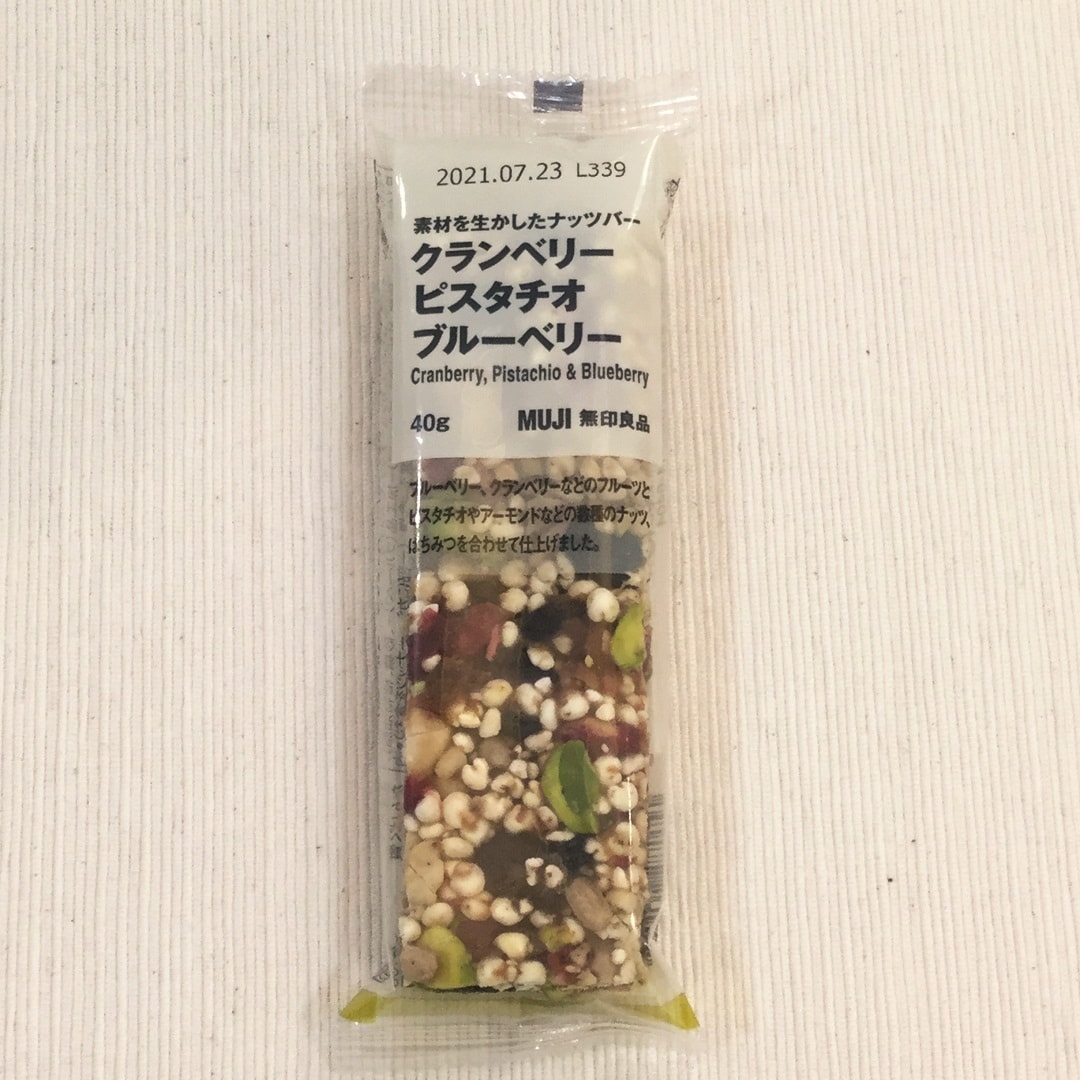 2021.07.23 L339
素材を生かしたナッツバー
クランベリー
ピスタチオ
ブルーベリー
Cranberry, Pistachio & Blueberry
40g MUJI 無印良品
ブルーベリー、クランベリーなどのフルーツと
ピスタチオやアーモンドなどの数種のナッツ、
はちみつを合わせて仕上げました。